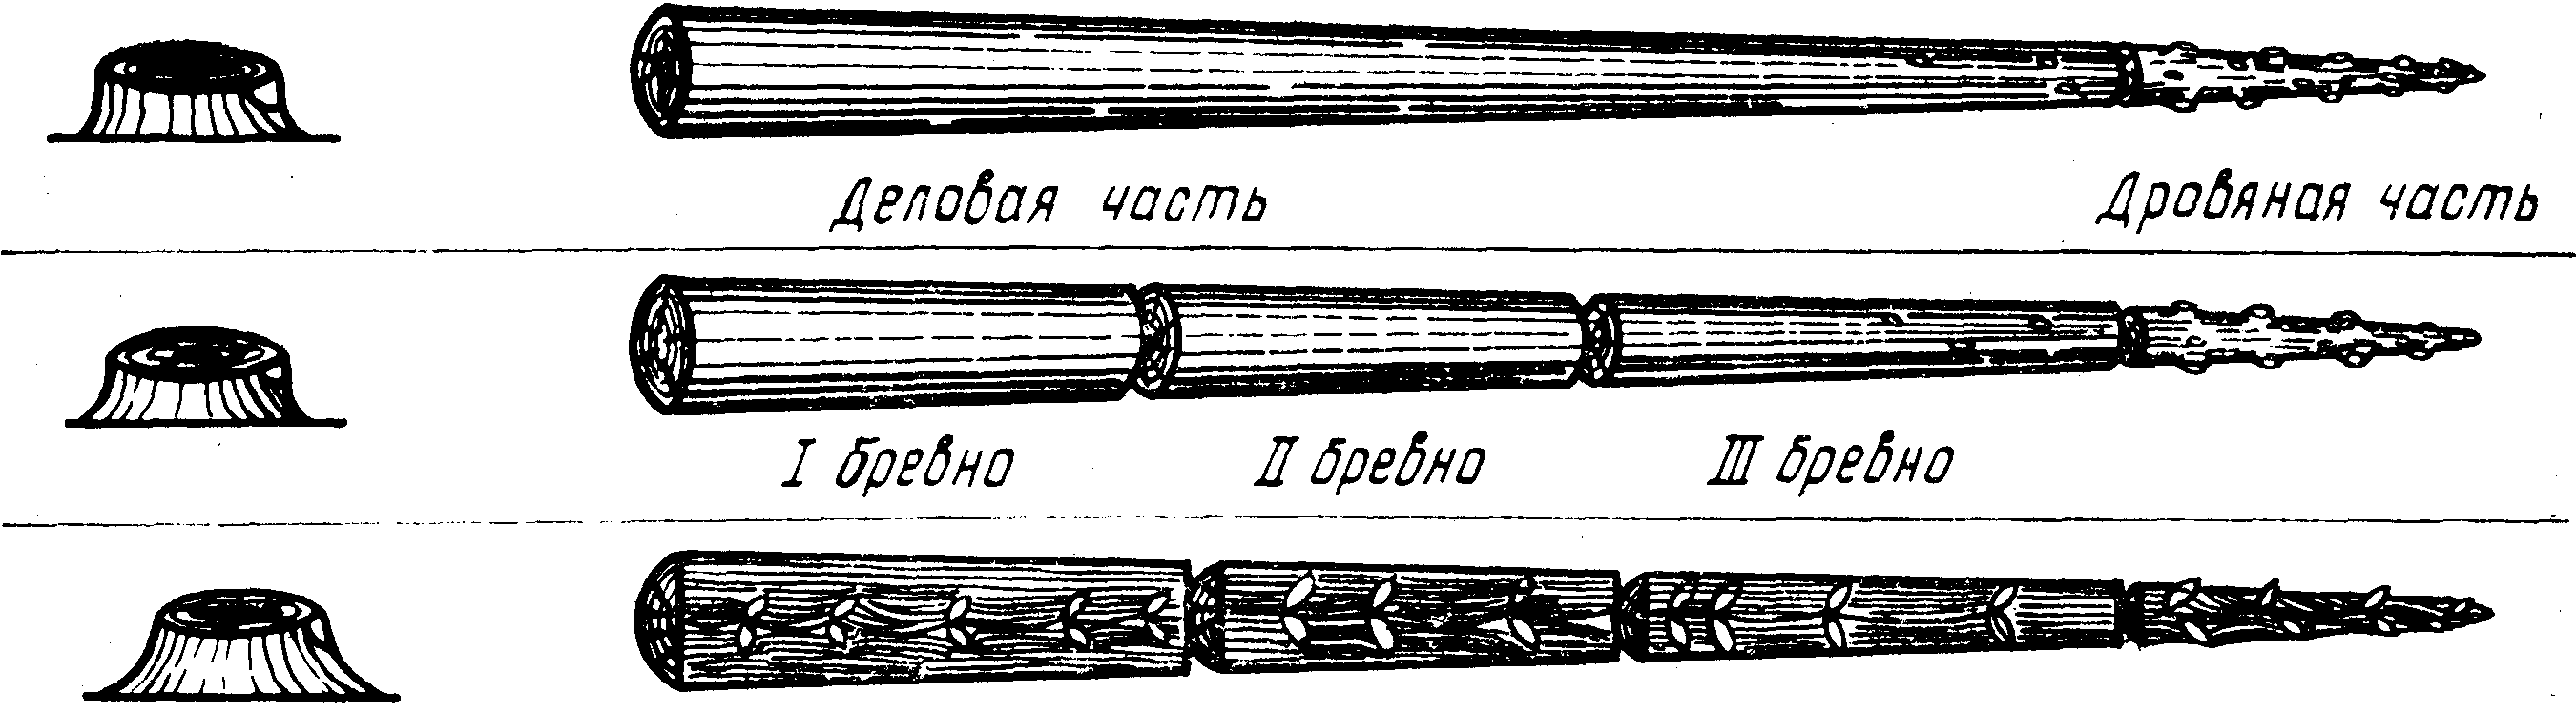 Деловая часть
Дровяная часть
I бревно
II бревно
III бревно